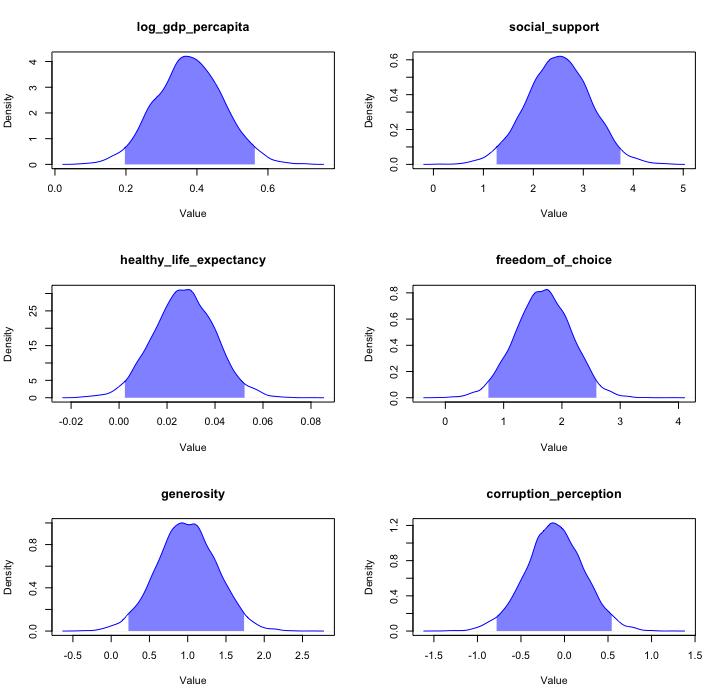 log_gdp_percapita
Density
0 1 2 3 4
0.0 0.2 0.4 0.6
Value
social_support
Density
0.0 0.2 0.4 0.6
0 1 2 3 4 5
Value
healthy_life_expectancy
Density
0 5 15 25
-0.02 0.00 0.02 0.04 0.06 0.08
Value
freedom_of_choice
Density
0.0 0.2 0.4 0.6 0.8
0 1 2 3 4
Value
generosity
Density
0.0 0.4 0.8
-0.5 0.0 0.5 1.0 1.5 2.0 2.5
Value
corruption_perception
Density
0.0 0.4 0.8 1.2
-1.5 -1.0 -0.5 0.0 0.5 1.0 1.5
Value